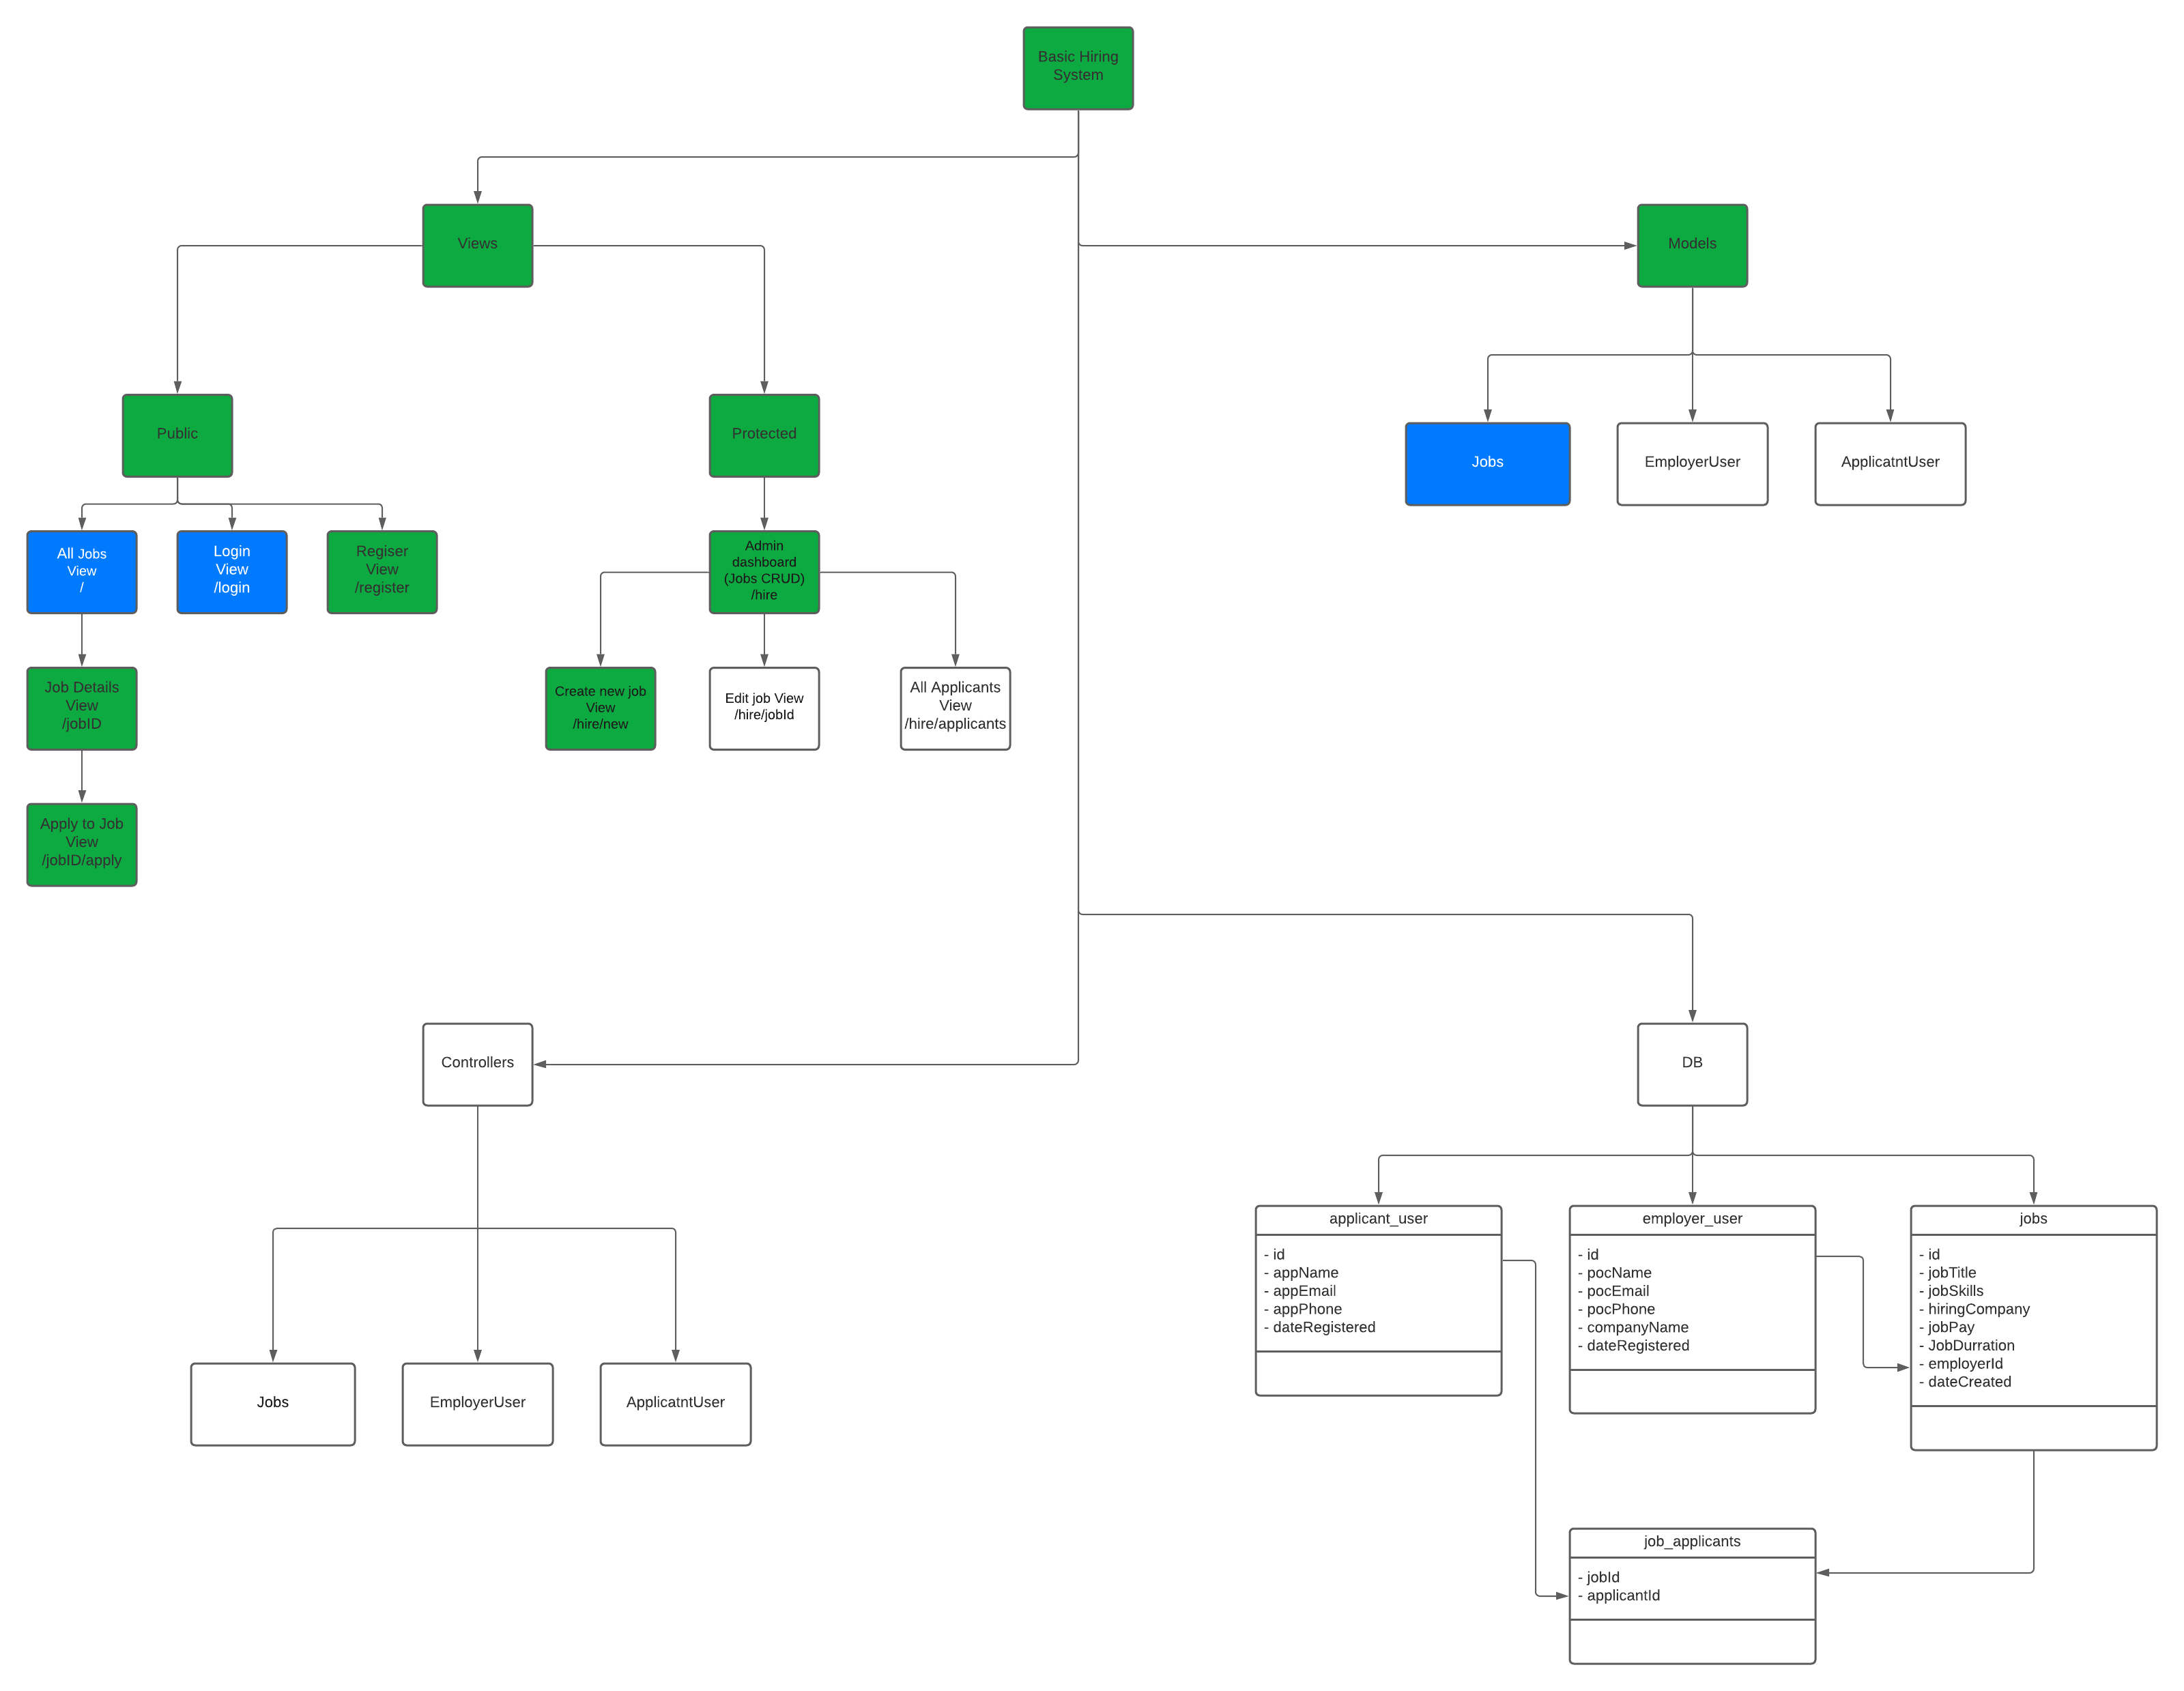 Basic Hiring
System
Views
Models
Public
Protected
Jobs
EmployerUser
ApplicatntUser
All Jobs
View
/
Login
View
/login
Regiser
View
/register
Admin
dashboard
(Jobs CRUD)
/hire
Job Details
View
/jobID
Create new job
View
/hire/new
Edit job View
/hire/jobId
All Applicants
View
/hire/applicants
Apply to Job
View
/jobID/apply
Controllers
DB
applicant_user
- id
- appName
- appEmail
- appPhone
- dateRegistered
employer_user
- id
- pocName
- pocEmail
- pocPhone
- companyName
- dateRegistered
jobs
- id
- jobTitle
- jobSkills
- hiringCompany
- jobPay
- JobDurration
- employerId
- dateCreated
Jobs
EmployerUser
ApplicatntUser
job_applicants
- jobId
- applicantId